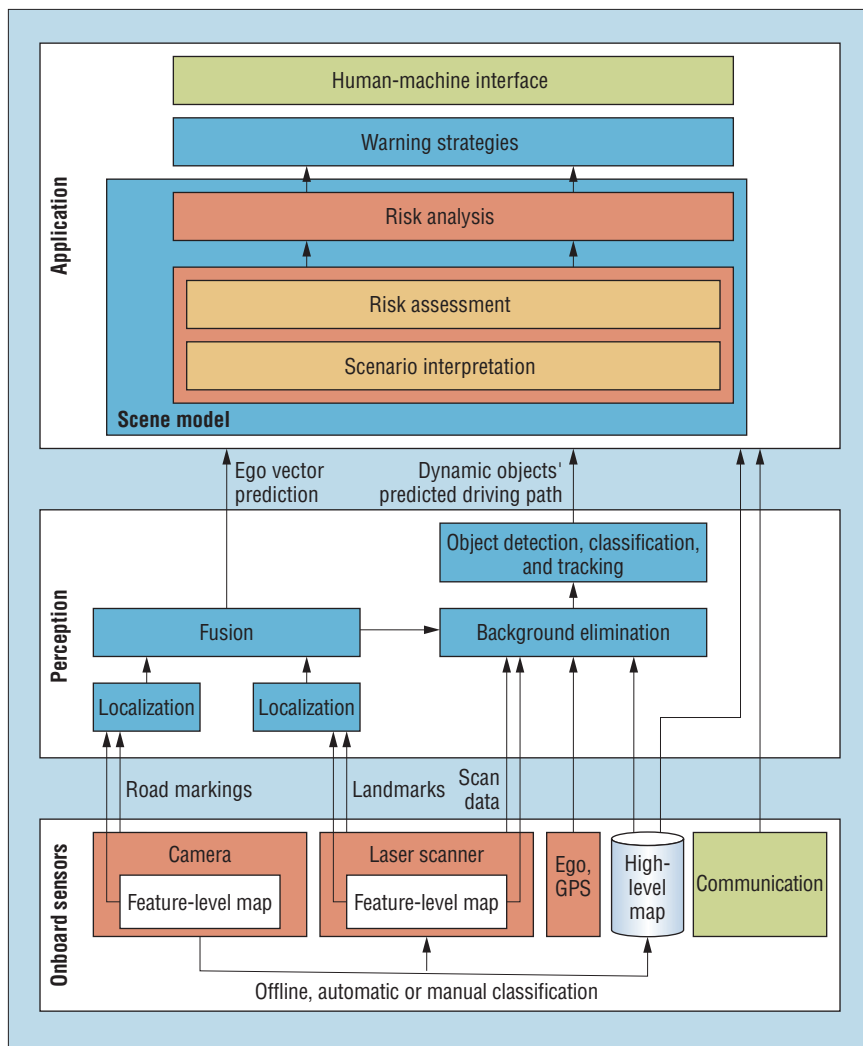 Application
Human-machine interface
Warning strategies
Risk analysis
Risk assessment
Scenario interpretation
Scene model
Ego vector
prediction
Dynamic objects'
predicted driving path
Perception
Object detection, classification,
and tracking
Fusion
Background elimination
Localization
Localization
Road markings
Landmarks
Scan
data
Onboard sensors
Camera
Feature-level map
Laser scanner
Feature-level map
Ego,
GPS
High-
level
map
Communication
Offline, automatic or manual classification